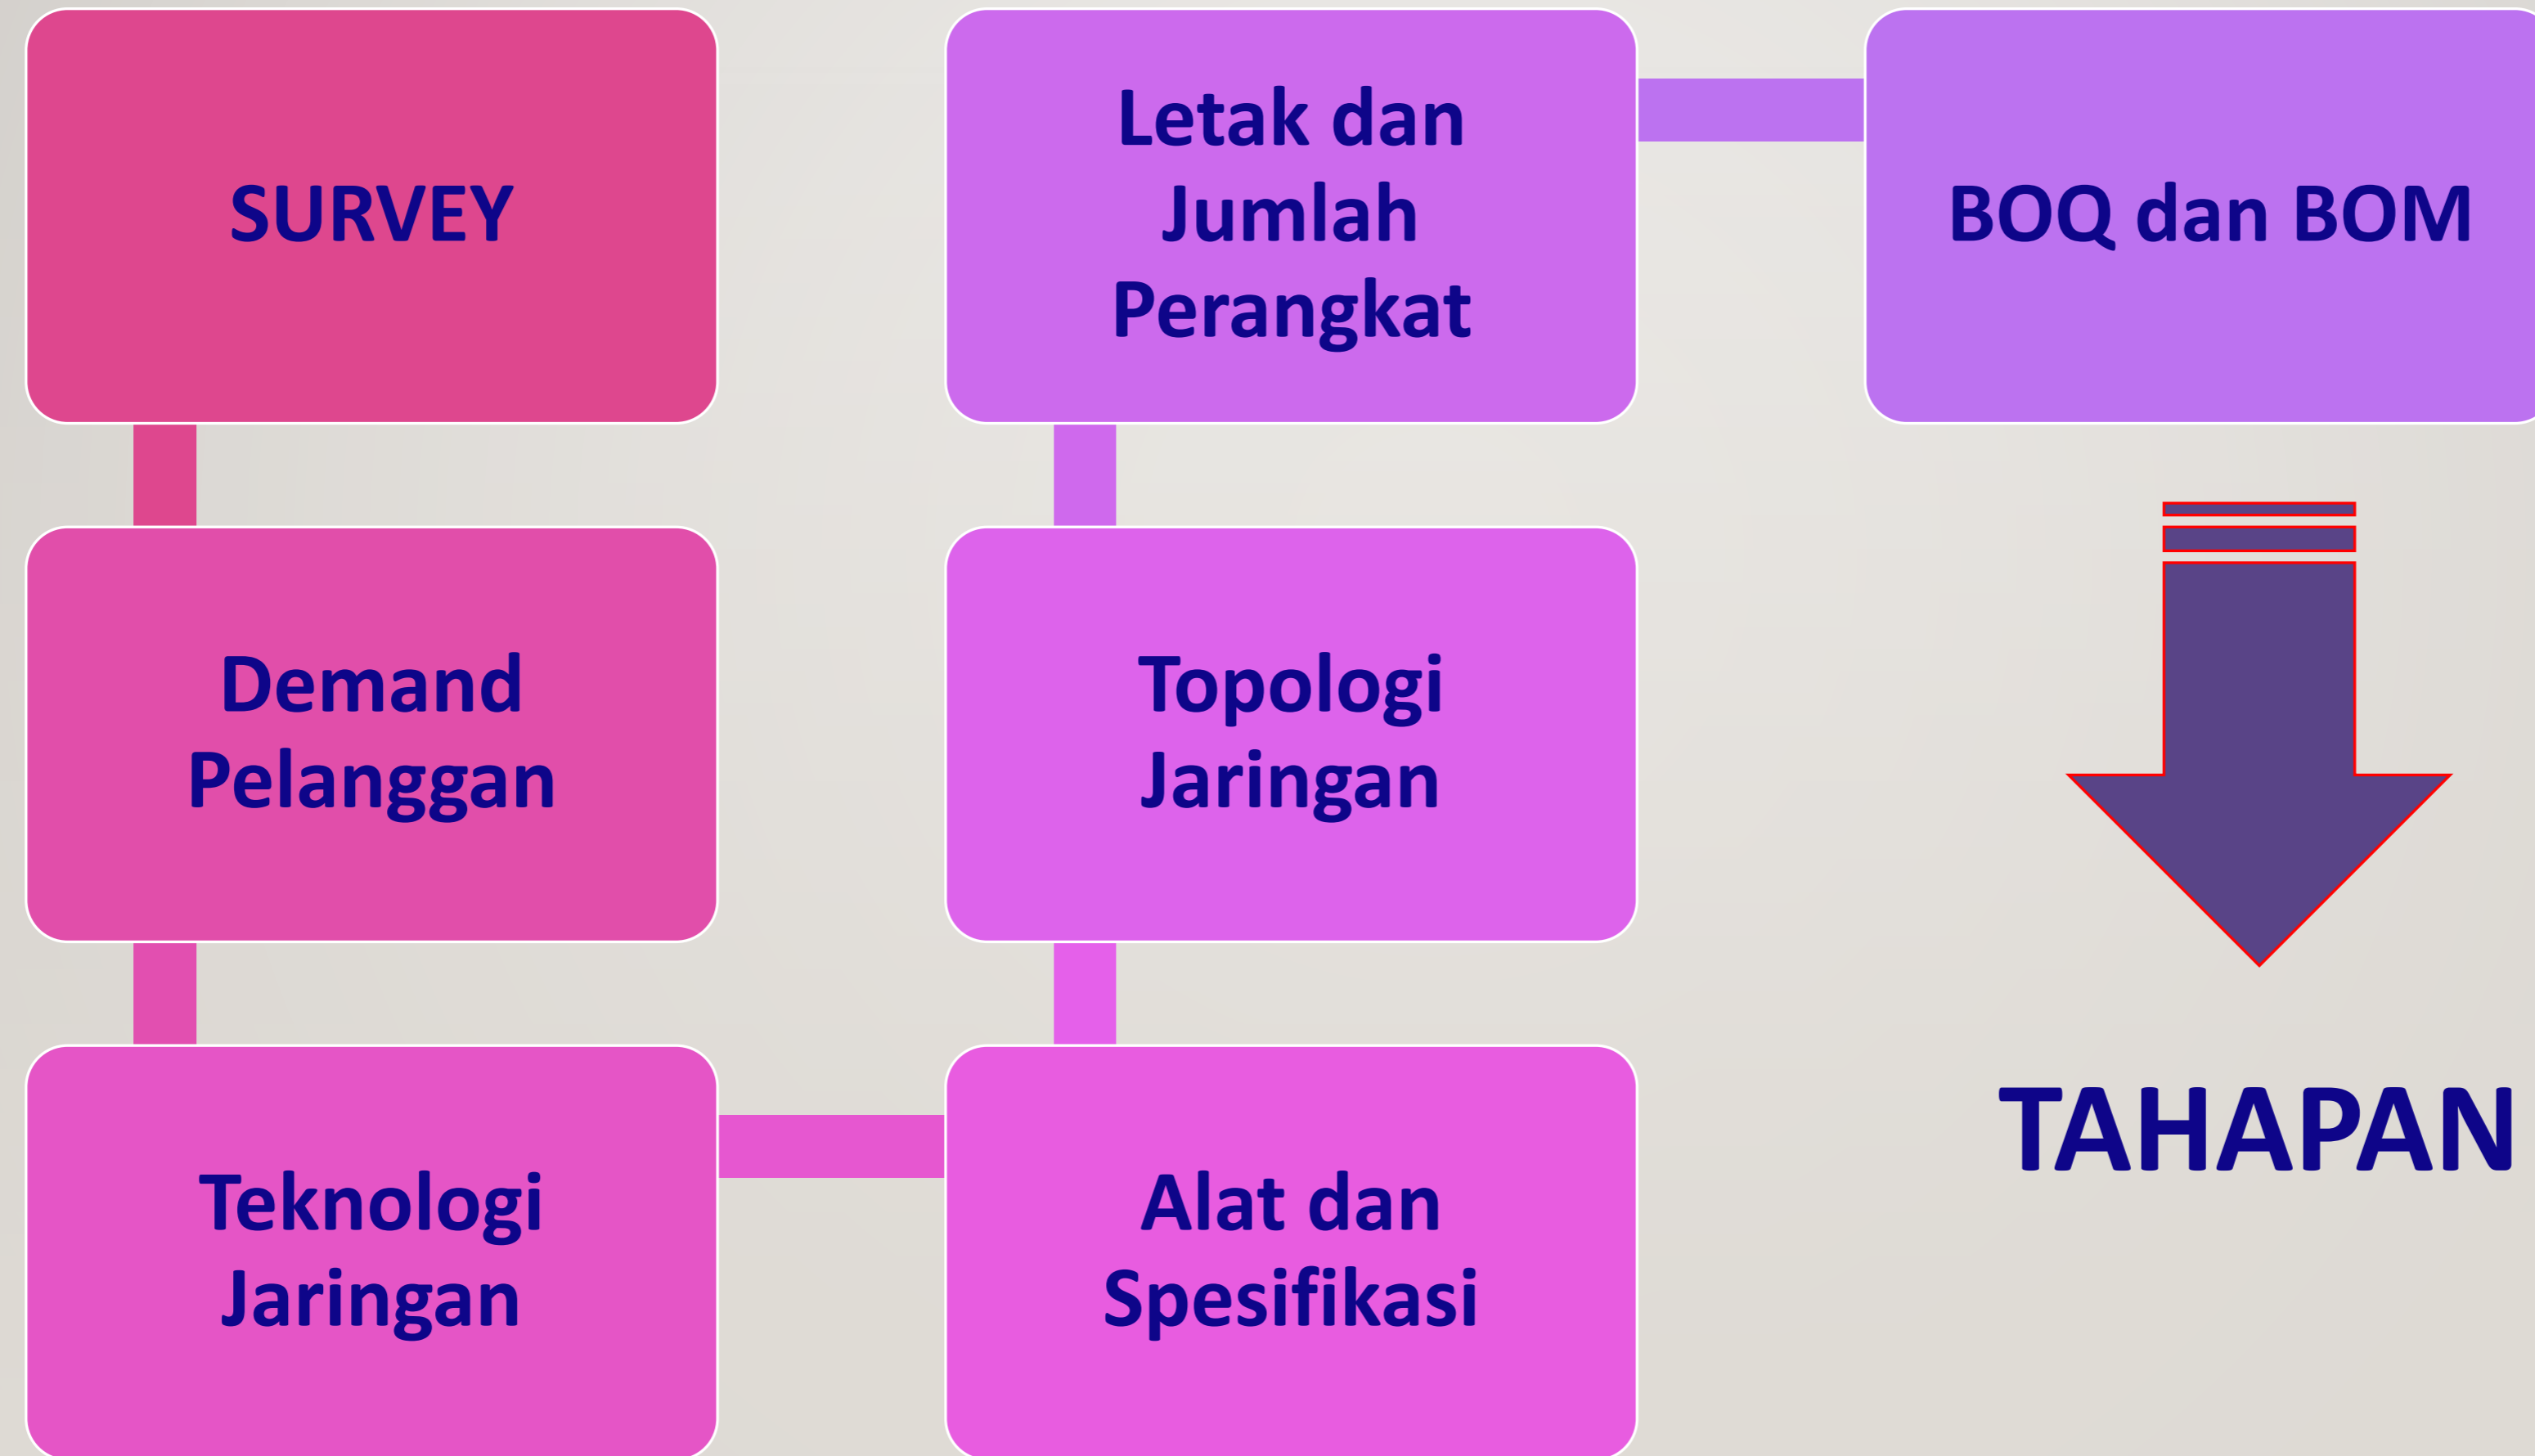 SURVEY
Demand
Pelanggan
Teknologi
Jaringan
Alat dan
Spesifikasi
Topologi
Jaringan
Letak dan
Jumlah
Perangkat
BOQ dan BOM
TAHAPAN